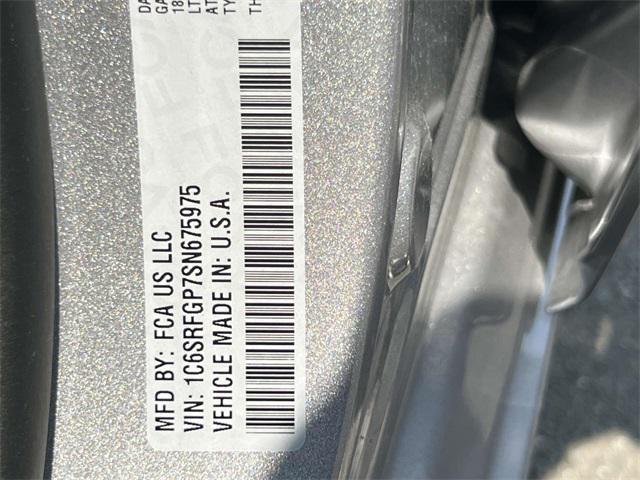 MFD BY: FCA US LLC
VIN: 1C6SRFGP7SN675975
VEHICLE MADE IN: U.S.A.